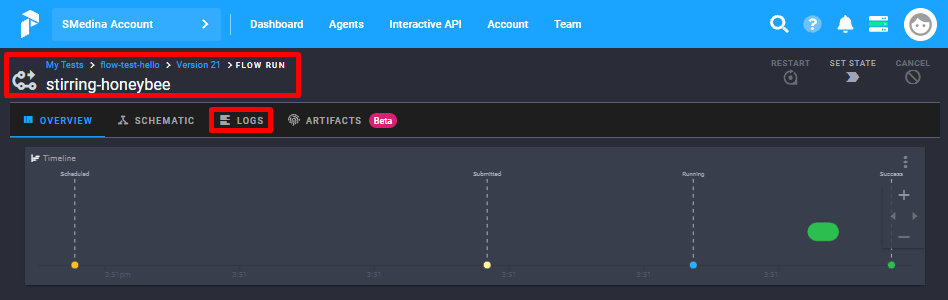 SMedina Account Dashboard Agents Interactive API Account Team
My Tests flow-test-hello Version 21 FLOW RUN
stirring-honeybee
RESTART SET STATE CANCEL
OVERVIEW SCHEMATIC LOGS ARTIFACTS Beta
Timeline
Scheduled Submitted Running Success
3:51pm 3:51 3:51 3:51 3:51 3:51